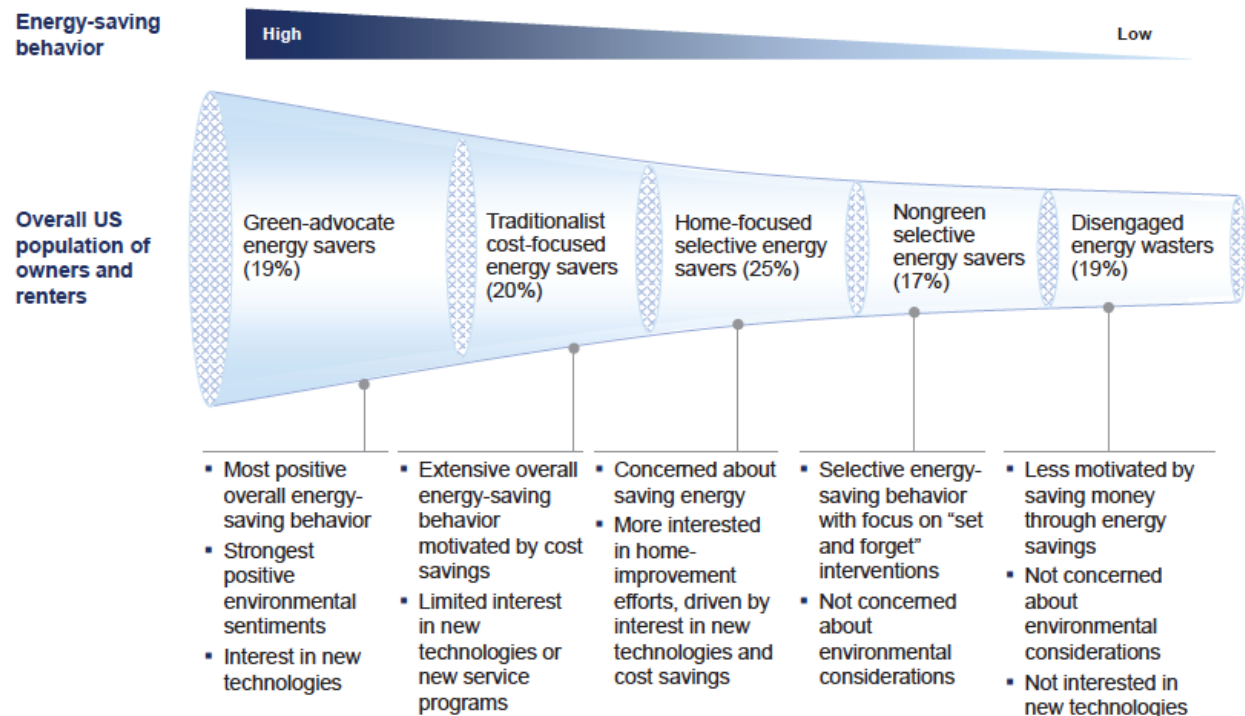 Energy-saving
behavior
High
Low
Overall US
population of
owners and
renters
Green-advocate
energy savers
(19%)
Traditionalist
cost-focused
energy savers
(20%)
Home-focused
selective energy
savers (25%)
Nongreen
selective
energy savers
(17%)
Disengaged
energy wasters
(19%)
▪ Most positive
overall energy-
saving behavior
▪ Strongest
positive
environmental
sentiments
▪ Interest in new
technologies
▪ Extensive overall
energy-saving
behavior
motivated by cost
savings
▪ Limited interest
in new
technologies or
new service
programs
▪ Concerned about
saving energy
▪ More interested
in home-
improvement
efforts, driven by
interest in new
technologies and
cost savings
▪ Selective energy-
saving behavior
with focus on “set
and forget”
interventions
▪ Not concerned
about
environmental
considerations
▪ Less motivated by
saving money
through energy
savings
▪ Not concerned
about
environmental
considerations
▪ Not interested in
new technologies